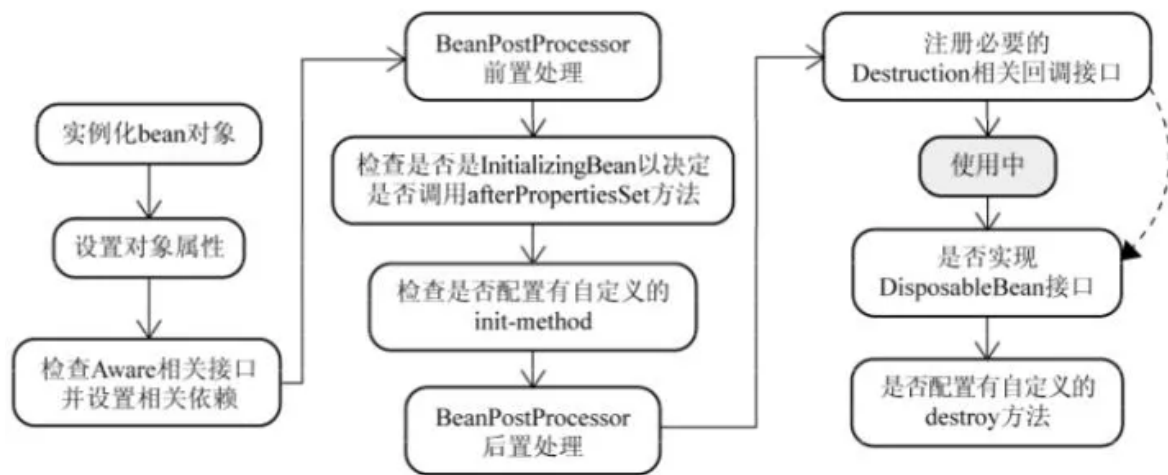 实例化bean对象
设置对象属性
检查Aware相关接口
并设置相关依赖
BeanPostProcessor
前置处理
检查是否是InitializingBean以决定
是否调用afterPropertiesSet方法
检查是否配置有自定义的
init-method
BeanPostProcessor
后置处理
注册必要的
Destruction相关回调接口
使用中
是否实现
DisposableBean接口
是否配置有自定义的
destroy方法